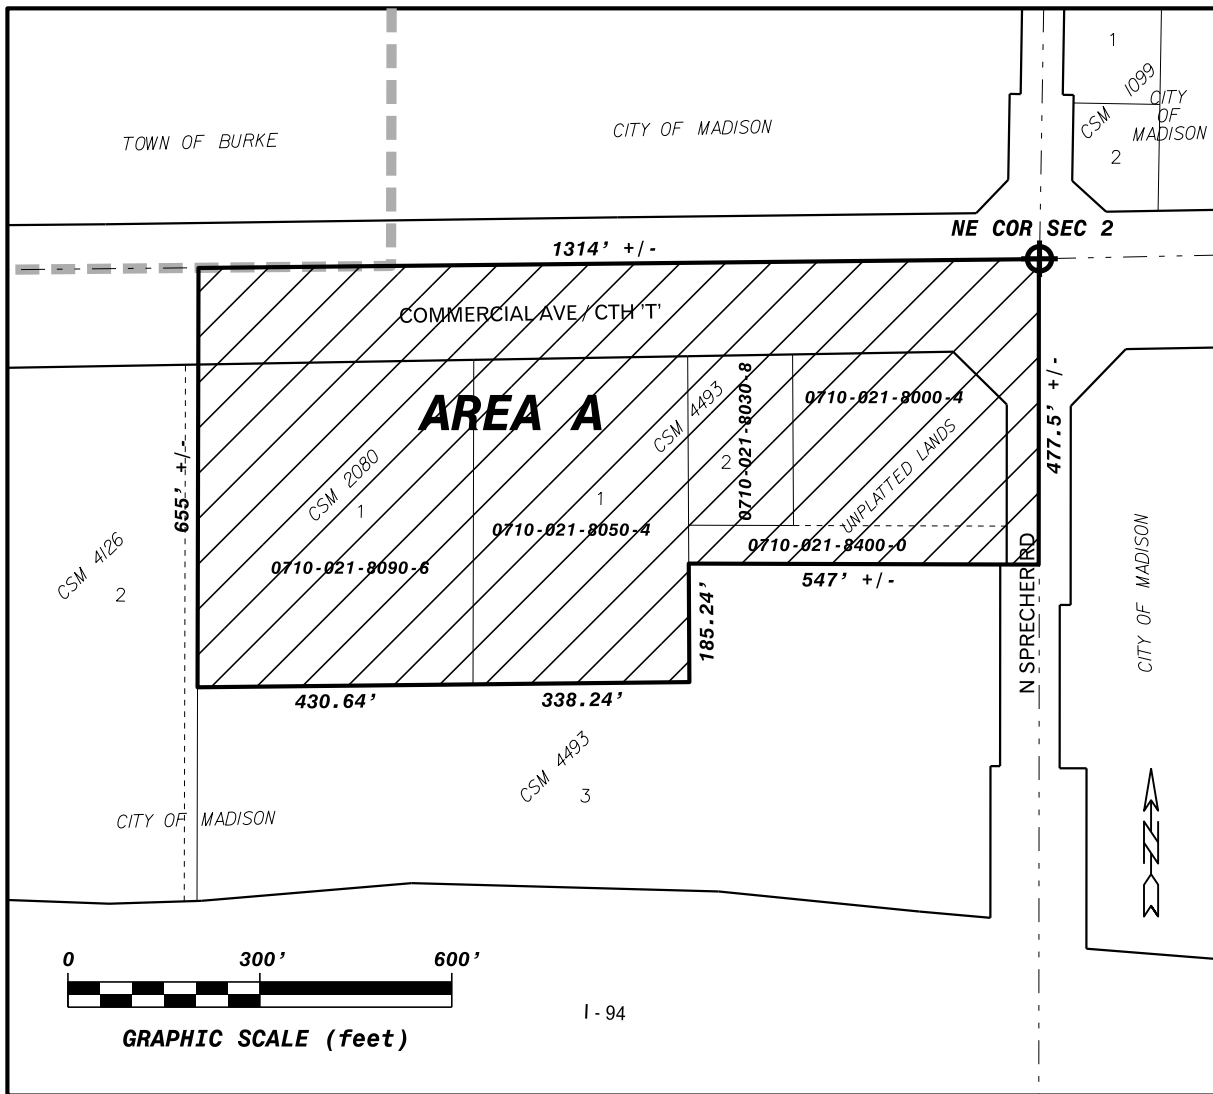 1
CSM 1099
CITY
OF
MADISON
2
TOWN OF BURKE
CITY OF MADISON
NE COR SEC 2
1314' +/-
COMMERCIAL AVE / CTH 'T'
AREA A
CSM 4493
2
0710-021-8030-8
0710-021-8000-4
477.5' +/-
655' +/-
CSM 2080
1
1
0710-021-8050-4
UNPLATTED LANDS
0710-021-8400-0
0710-021-8090-6
547' +/-
CSM 4126
2
185.24'
N SPRECHER RD
CITY OF MADISON
430.64'
338.24'
CSM 4493
3
CITY OF MADISON
N
0
300'
600'
GRAPHIC SCALE (feet)
I - 94